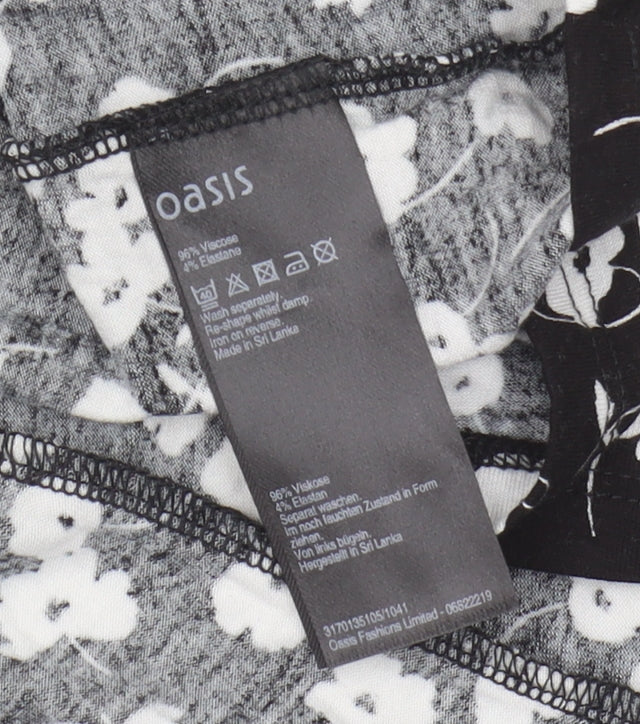 oasis
96% Viscose
4% Elastane
40
Wash separately.
Re-shape whilst damp.
Iron on reverse.
Made in Sri Lanka
96% Viskose
4% Elastan
Separat waschen.
Im noch feuchten Zustand in Form
ziehen.
Von links bügeln.
Hergestellt in Sri Lanka
3170135105/1041
Oasis Fashions Limited - 06822219